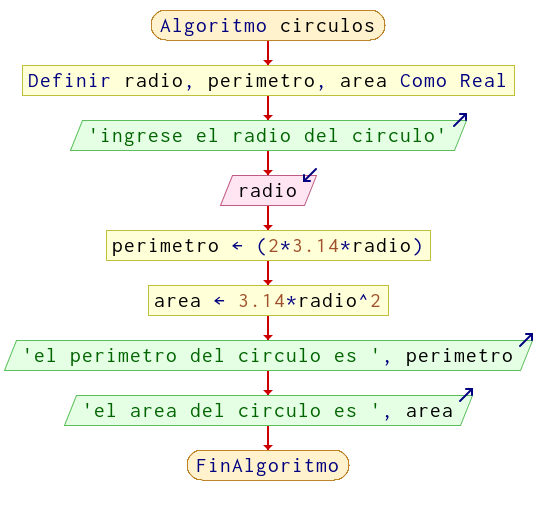 Algoritmo circulos
Definir radio, perimetro, area Como Real
'ingrese el radio del circulo'
radio
perimetro ← (2*3.14*radio)
area ← 3.14*radio^2
'el perimetro del circulo es ', perimetro
'el area del circulo es ', area
FinAlgoritmo